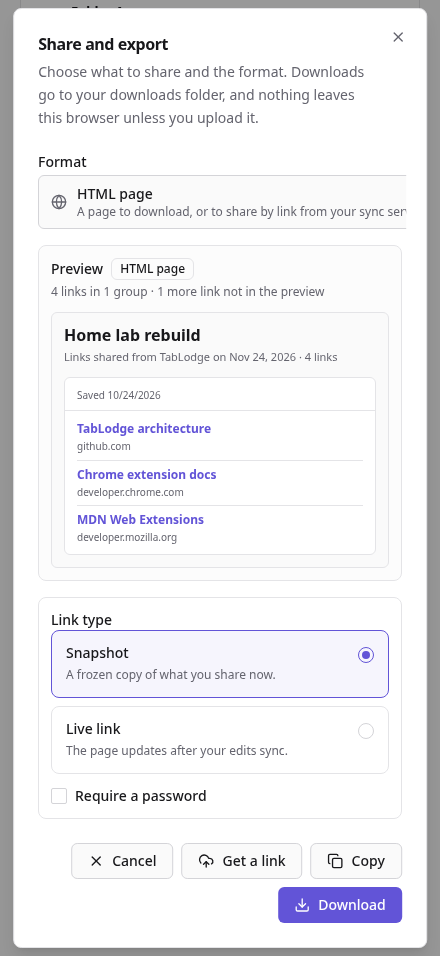 Share and export
Choose what to share and the format. Downloads
go to your downloads folder, and nothing leaves
this browser unless you upload it.
Format
HTML page
A page to download, or to share by link from your sync
Preview HTML page
4 links in 1 group · 1 more link not in the preview
Home lab rebuild
Links shared from TabLodge on Nov 24, 2026 · 4 links
Saved 10/24/2026
TabLodge architecture
github.com
Chrome extension docs
developer.chrome.com
MDN Web Extensions
developer.mozilla.org
Link type
Snapshot
A frozen copy of what you share now.
Live link
The page updates after your edits sync.
Require a password
Cancel Get a link Copy
Download